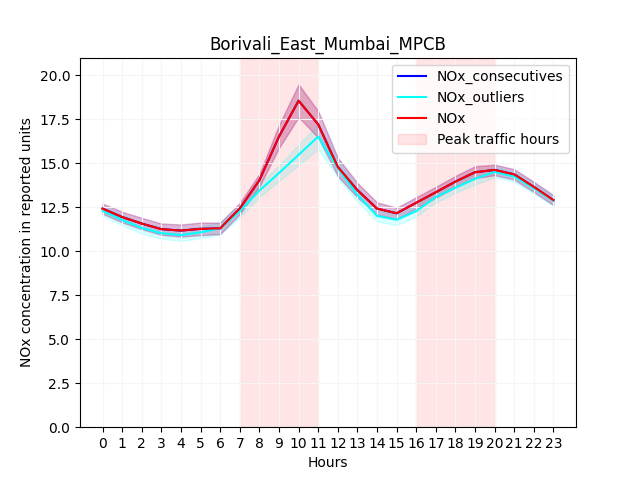 Borivali_East_Mumbai_MPCB
NOx_consecutives
NOx_outliers
NOx
Peak traffic hours
NOx concentration in reported units
20.0
17.5
15.0
12.5
10.0
7.5
5.0
2.5
0.0
0 1 2 3 4 5 6 7 8 9 10 11 12 13 14 15 16 17 18 19 20 21 22 23
Hours